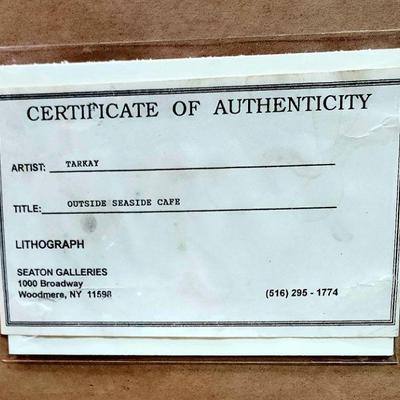 CERTIFICATE OF AUTHENTICITY
ARTIST: TARKAY
TITLE: OUTSIDE SEASIDE CAFE
LITHOGRAPH
SEATON GALLERIES
1000 Broadway
Woodmere, NY 11598 (516) 295 - 1774